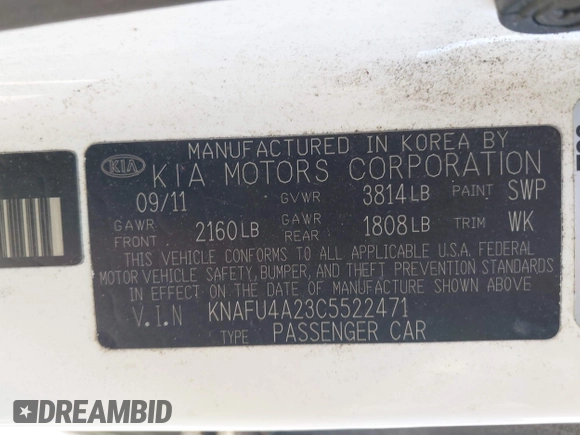 MANUFACTURED IN KOREA BY
KIA KIA MOTORS CORPORATION
09/11 GVWR 3814LB PAINT SWP
GAWR FRONT 2160LB GAWR REAR 1808LB TRIM WK
THIS VEHICLE CONFORMS TO ALL APPLICABLE U.S.A. FEDERAL
MOTOR VEHICLE SAFETY, BUMPER, AND THEFT PREVENTION STANDARDS
IN EFFECT ON THE DATE OF MANUFACTURE SHOWN ABOVE
V.I.N KNAFU4A23C5522471
TYPE PASSENGER CAR
DREAMBID